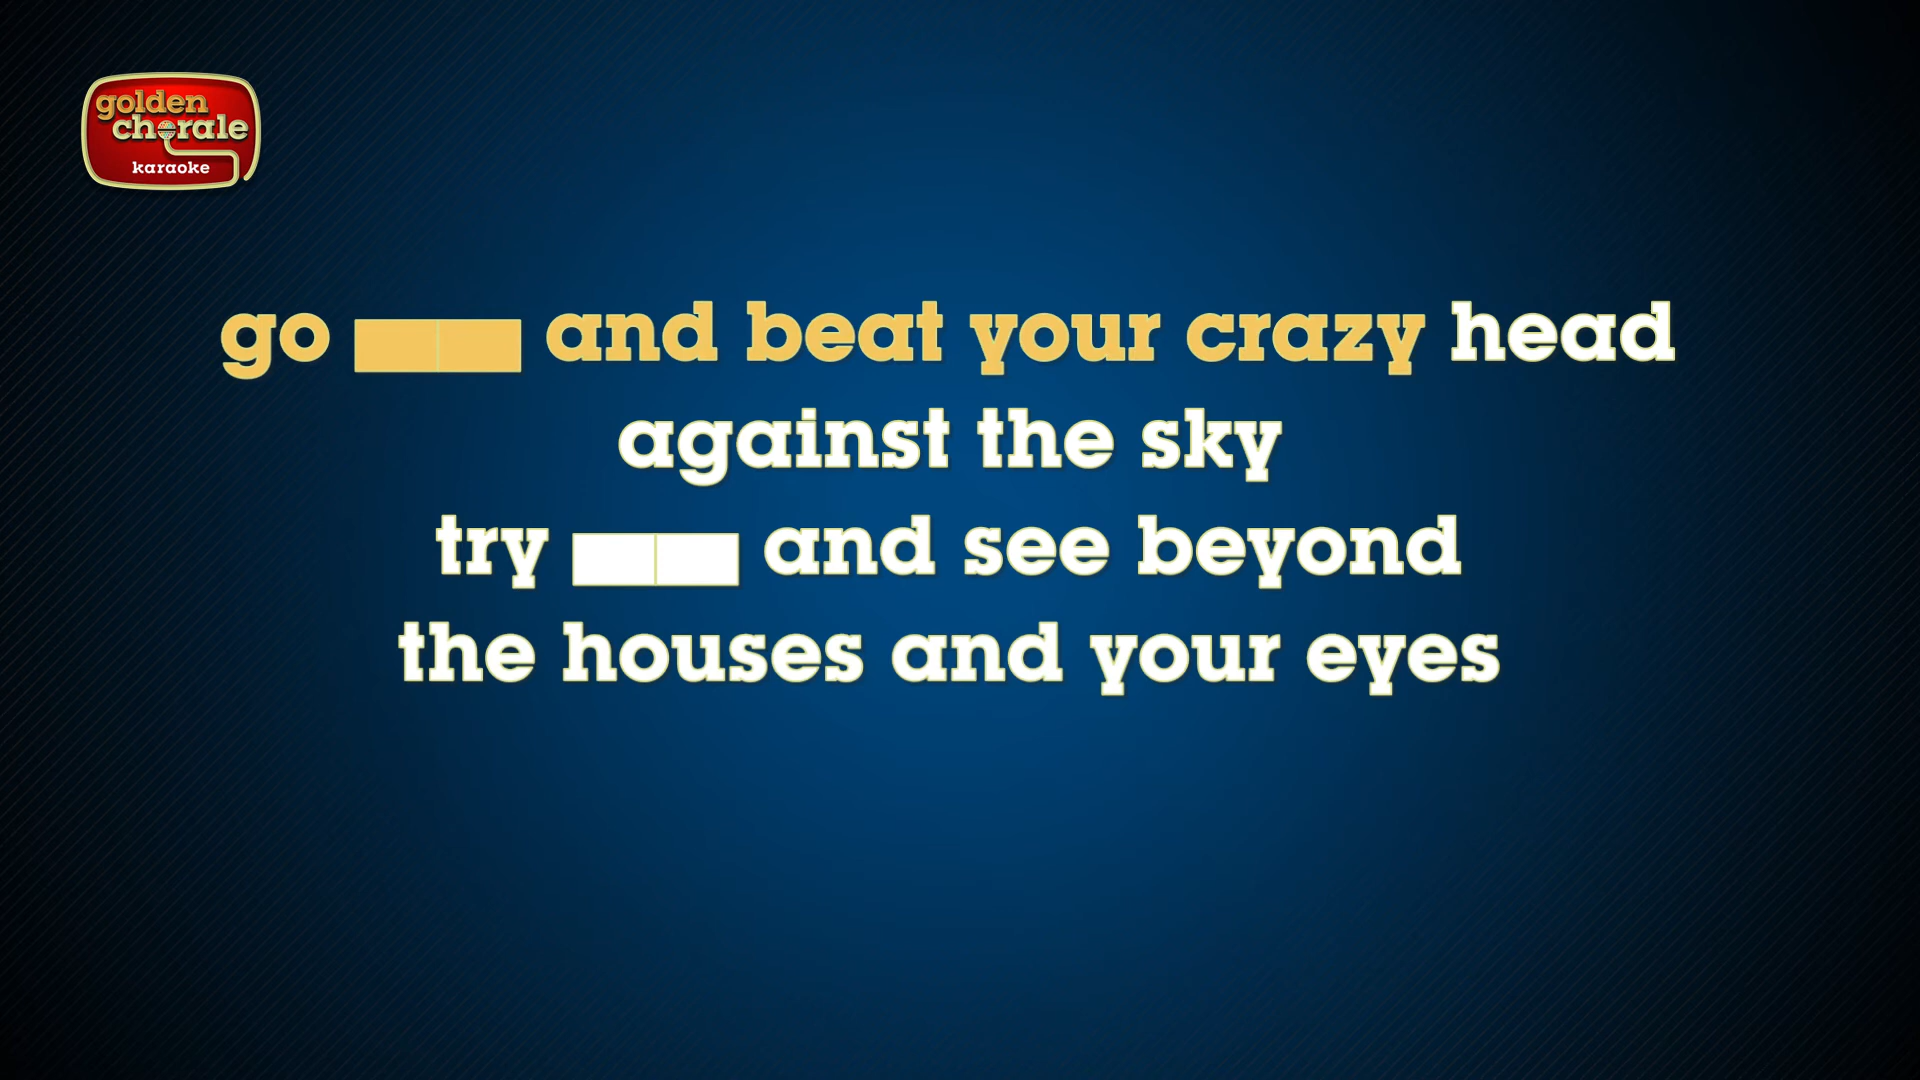 golden
chorale
karaoke
go and beat your crazy head
against the sky
try and see beyond
the houses and your eyes